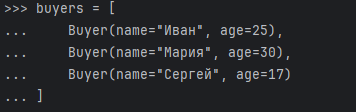 >>> buyers = [
...     Buyer(name="Иван", age=25),
...     Buyer(name="Мария", age=30),
...     Buyer(name="Сергей", age=17)
... ]